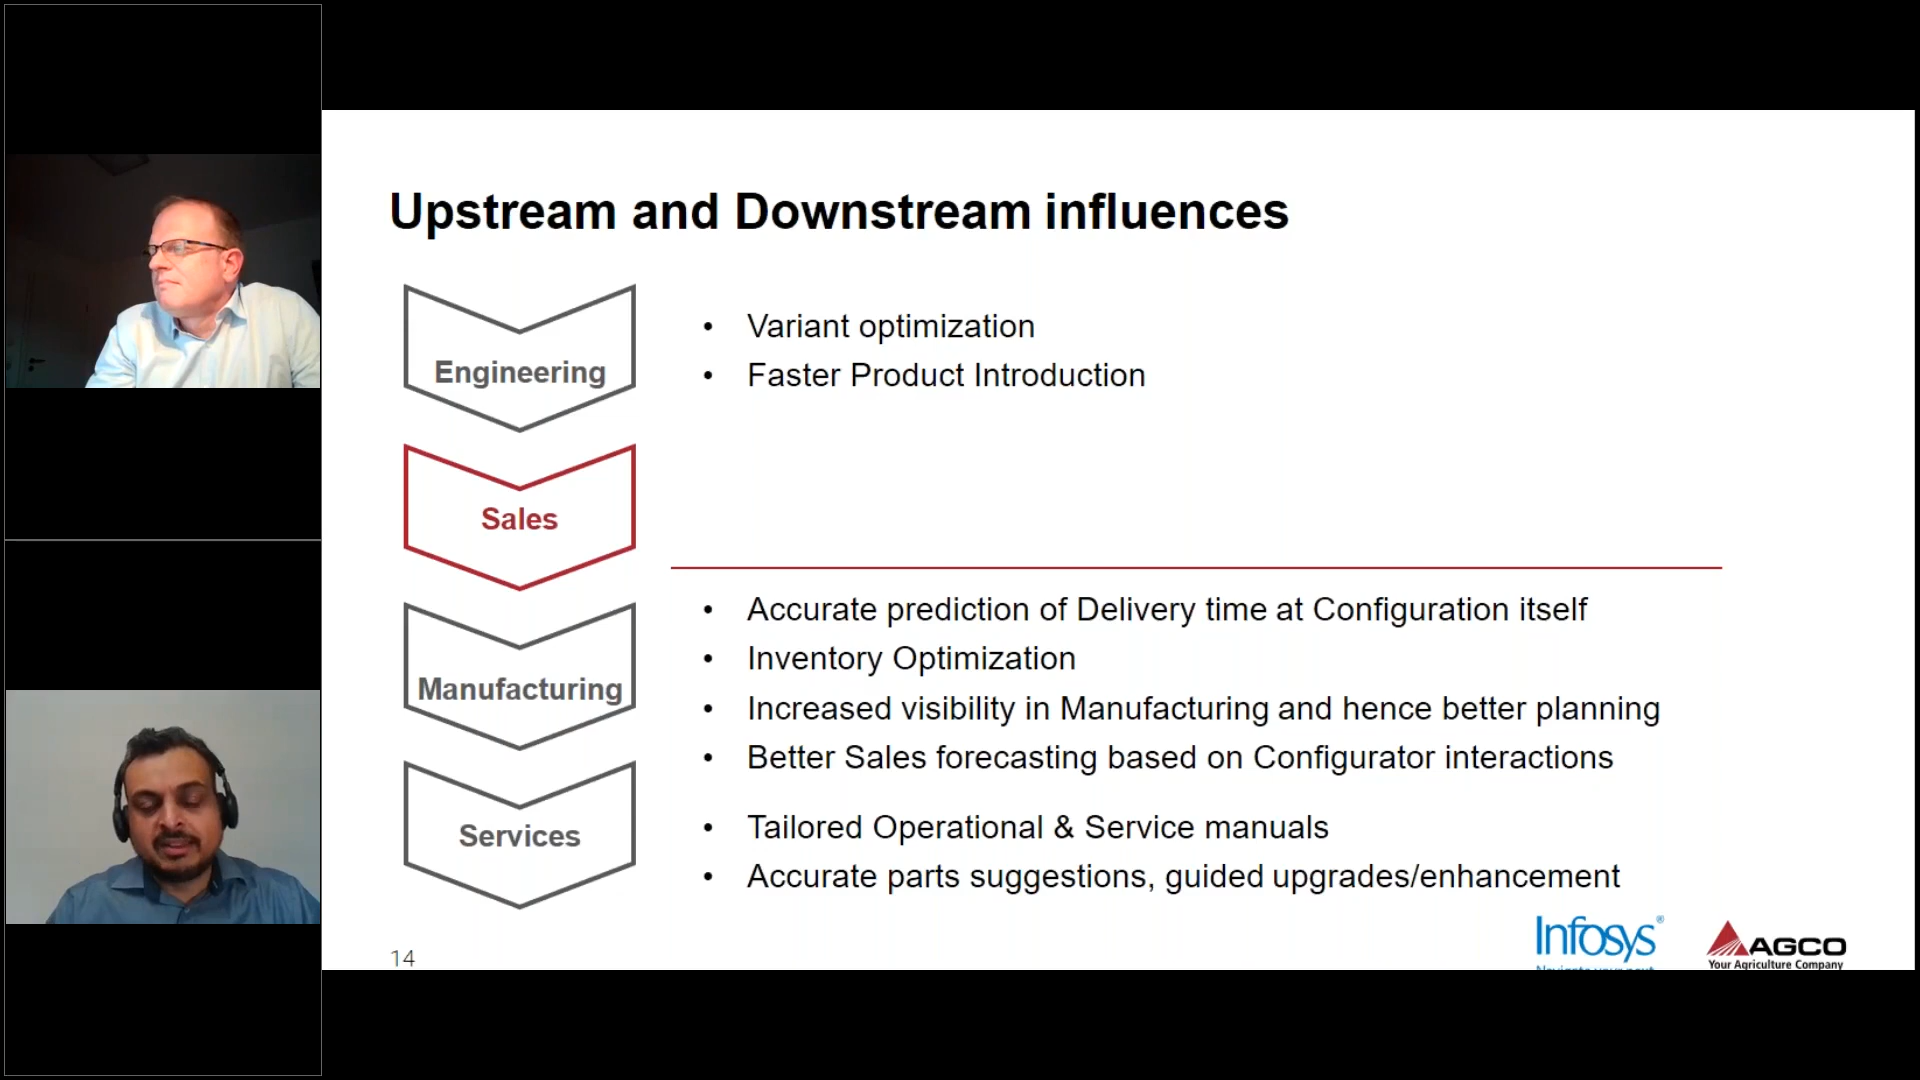 Upstream and Downstream influences
Engineering
• Variant optimization
• Faster Product Introduction
Sales
Manufacturing
• Accurate prediction of Delivery time at Configuration itself
• Inventory Optimization
• Increased visibility in Manufacturing and hence better planning
• Better Sales forecasting based on Configurator interactions
Services
• Tailored Operational & Service manuals
• Accurate parts suggestions, guided upgrades/enhancement
14
Infosys®
AGCO
Your Agriculture Company